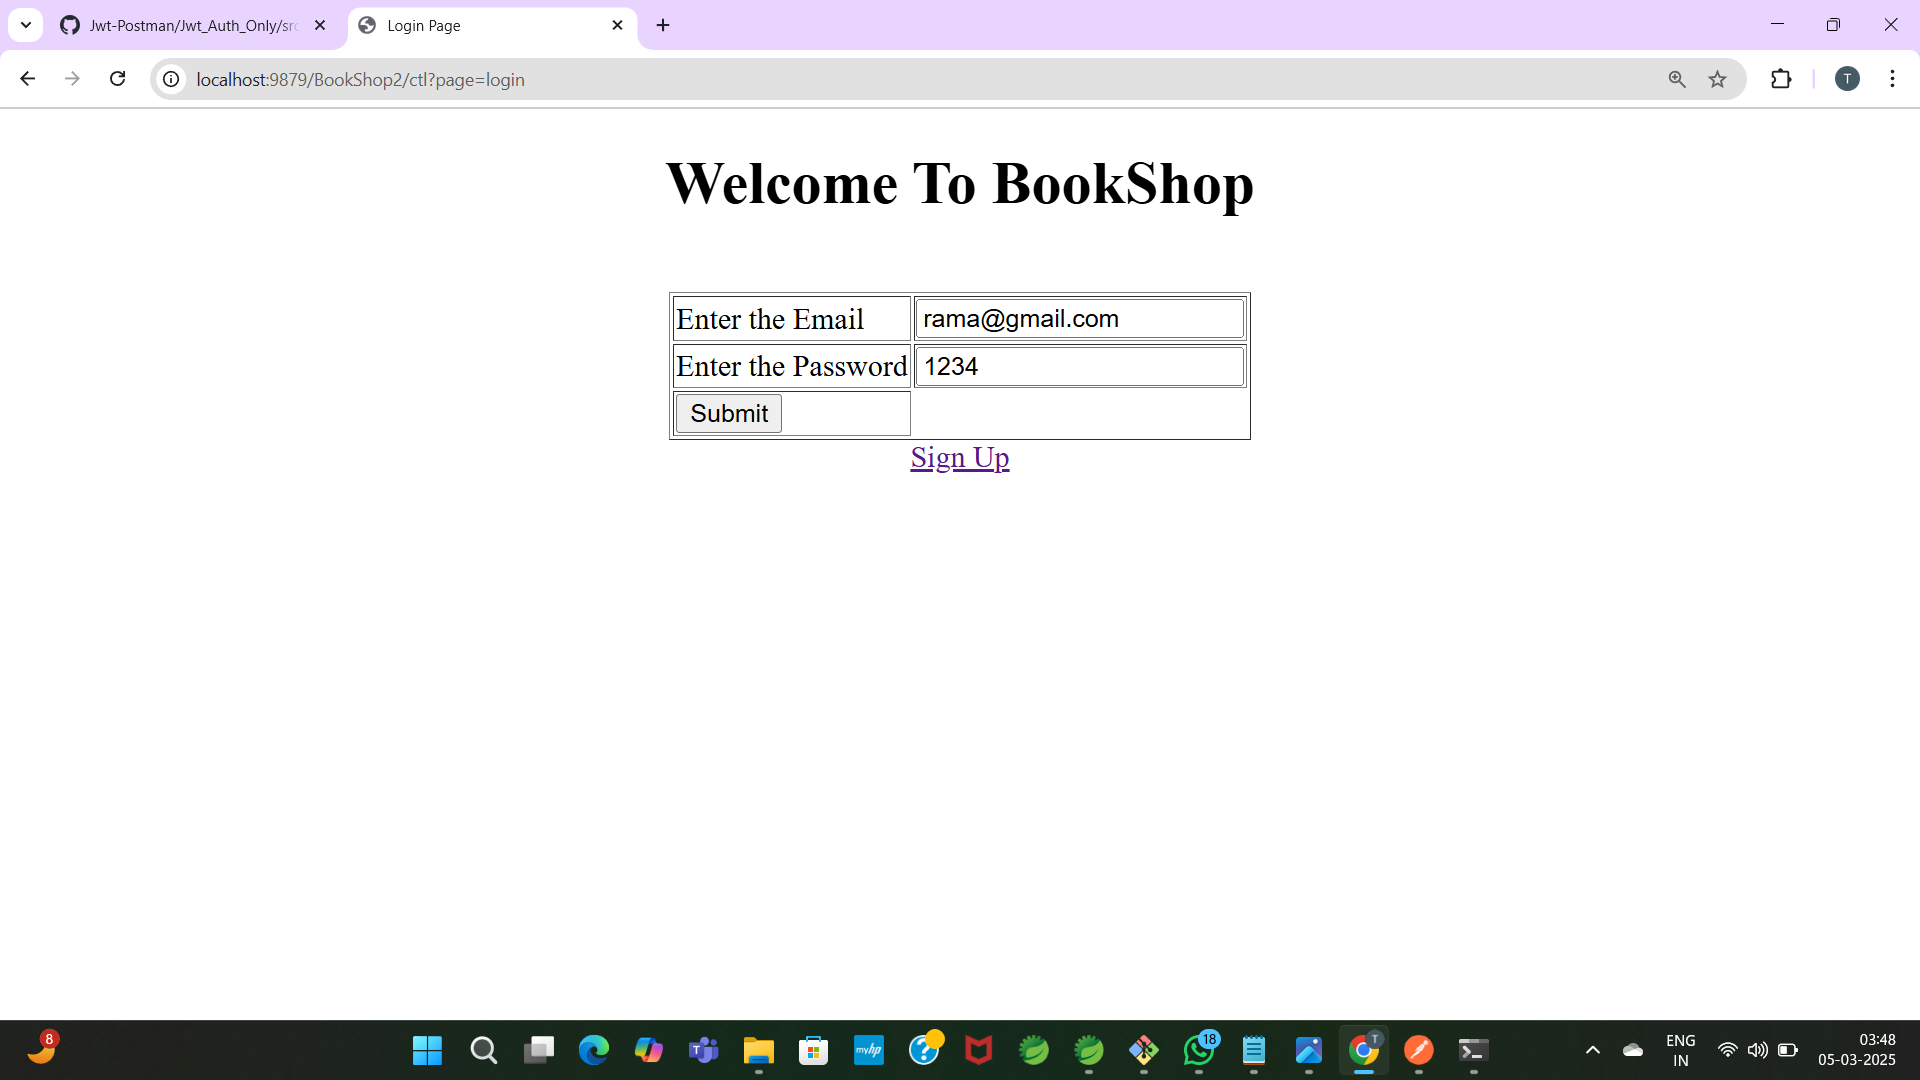 Jwt-Postman/Jwt_Auth_Only/src
Login Page
localhost:9879/BookShop2/ctl?page=login
T
Welcome To BookShop
Enter the Email rama@gmail.com
Enter the Password 1234
Submit
Sign Up
8
T
myhp
?
18
T
ENG
IN
03:48
05-03-2025